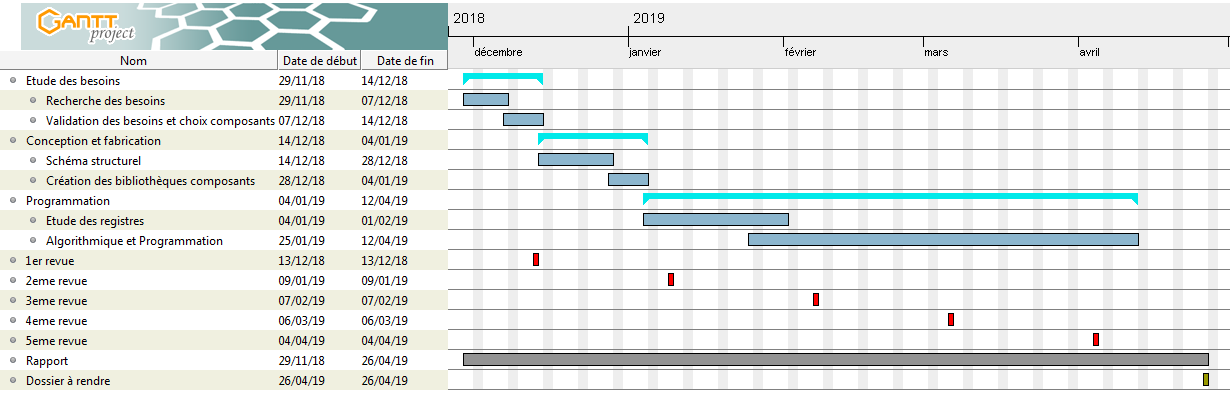 GANTT
project
2018
2019
décembre
janvier
février
mars
avril
Nom Date de début Date de fin
Etude des besoins 29/11/18 14/12/18
Recherche des besoins 29/11/18 07/12/18
Validation des besoins et choix composants 07/12/18 14/12/18
Conception et fabrication 14/12/18 04/01/19
Schéma structurel 14/12/18 28/12/18
Création des bibliothèques composants 28/12/18 04/01/19
Programmation 04/01/19 12/04/19
Etude des registres 04/01/19 01/02/19
Algorithmique et Programmation 25/01/19 12/04/19
1er revue 13/12/18 13/12/18
2eme revue 09/01/19 09/01/19
3eme revue 07/02/19 07/02/19
4eme revue 06/03/19 06/03/19
5eme revue 04/04/19 04/04/19
Rapport 29/11/18 26/04/19
Dossier à rendre 26/04/19 26/04/19